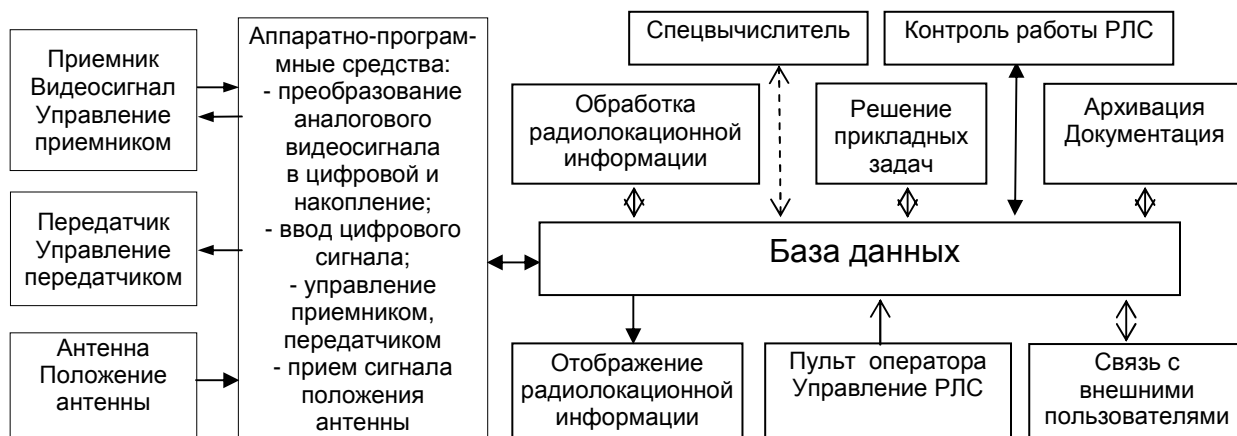 Приемник
Видеосигнал
Управление
приемником
Передатчик
Управление
передатчиком
Антенна
Положение
антенны
Аппаратно-програм-
мные средства:
- преобразование
аналогового
видеосигнала
в цифровой и
накопление;
- ввод цифрового
сигнала;
- управление
приемником,
передатчиком
- прием сигнала
положения
антенны
Спецвычислитель
Контроль работы РЛС
Обработка
радиолокационной
информации
Решение
прикладных
задач
Архивация
Документация
База данных
Отображение
радиолокационной
информации
Пульт оператора
Управление РЛС
Связь с
внешними
пользователями